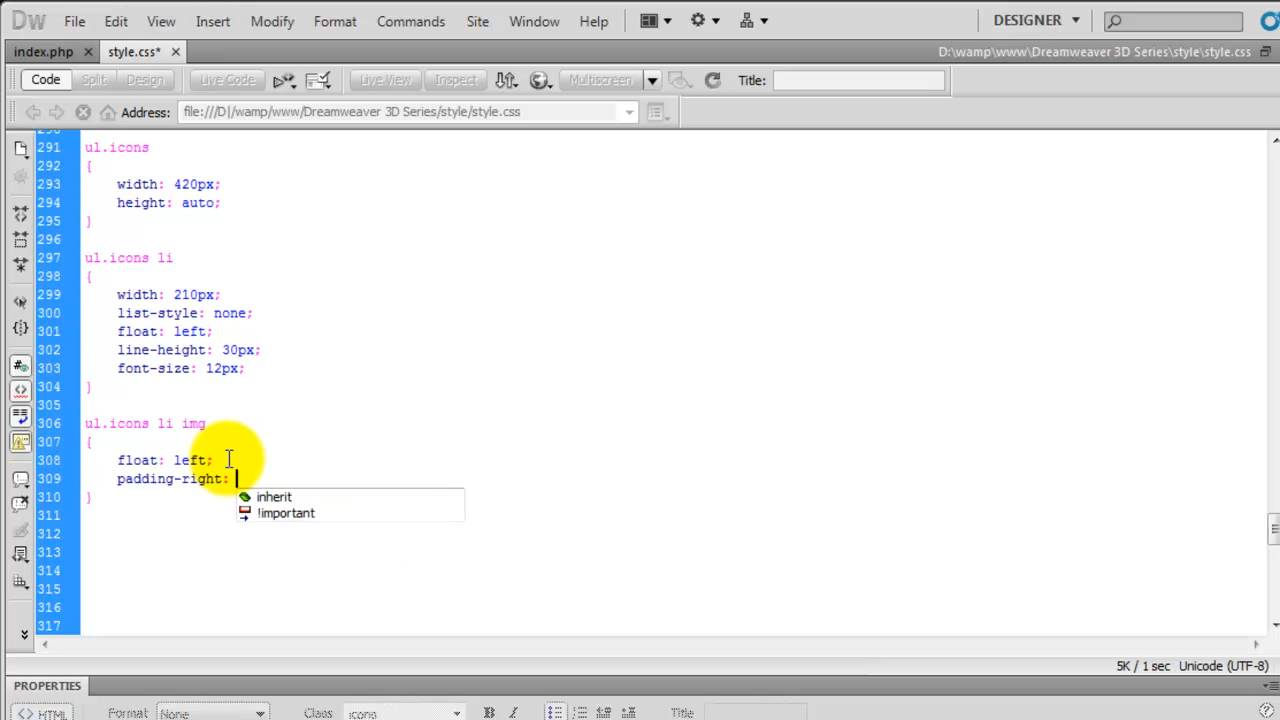 Dw File Edit View Insert Modify Format Commands Site Window Help DESIGNER
index.php style.css* D:\wamp\www\Dreamweaver 3D Series\style\style.css
Code Split Design Live Code Live View Inspect Multiscreen Title:
Address: file:///D|/wamp/www/Dreamweaver 3D Series/style/style.css
290
291 ul.icons
292 {
293 width: 420px;
294 height: auto;
295 }
296
297 ul.icons li
298 {
299 width: 210px;
300 list-style: none;
301 float: left;
302 line-height: 30px;
303 font-size: 12px;
304 }
305
306 ul.icons li img
307 {
308 float: left;
309 padding-right:
310 }
inherit
311
!important
312
313
314
315
316
317
5K / 1 sec Unicode (UTF-8)
PROPERTIES
<> HTML Format None Class icons B I Title